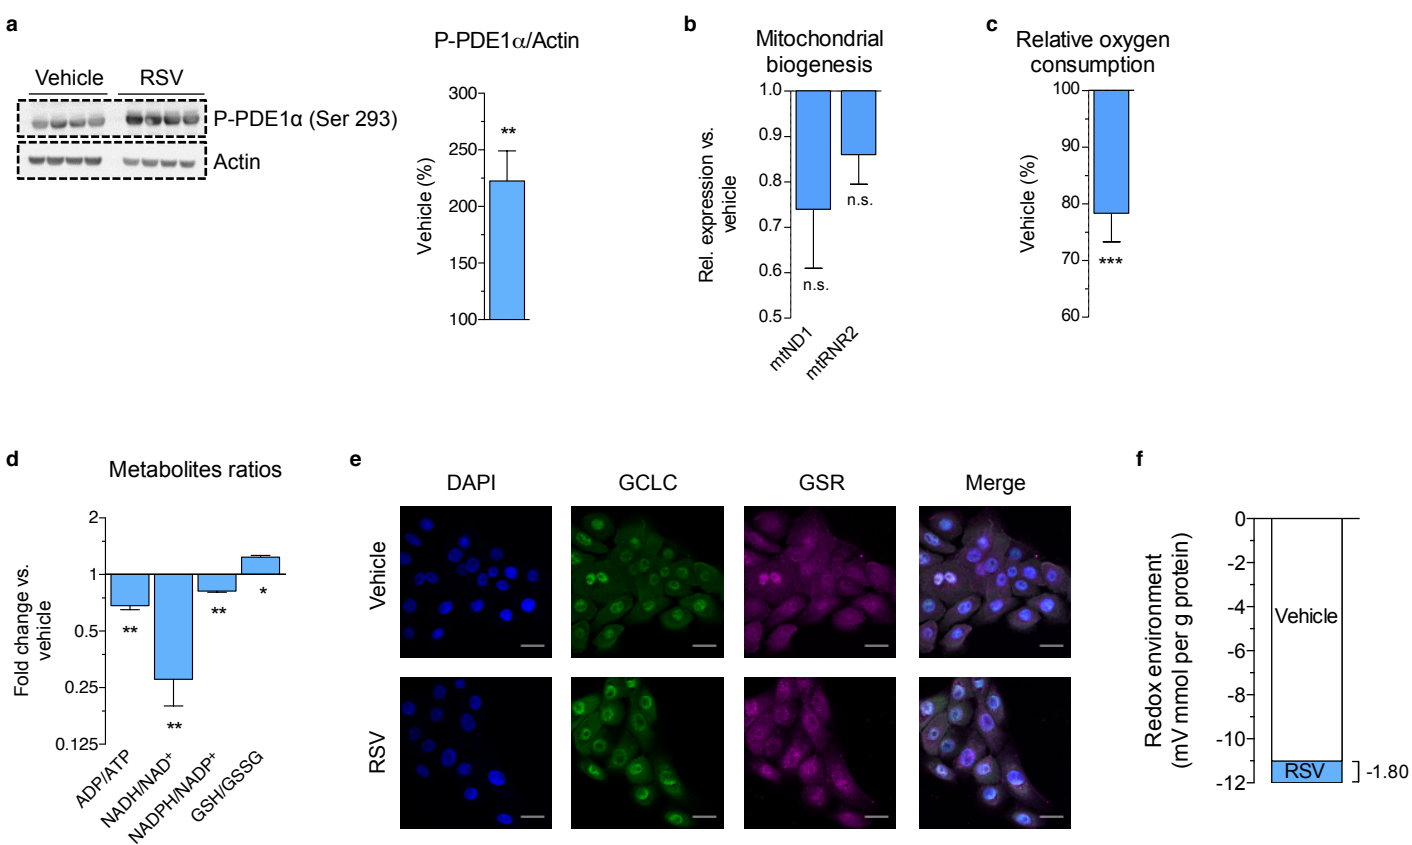 a
Vehicle RSV
P-PDE1α (Ser 293)
Actin
P-PDE1α/Actin
Vehicle (%)
300
250
200
150
100
**
b
Mitochondrial
biogenesis
Rel. expression vs.
vehicle
1.0
0.9
0.8
0.7
0.6
0.5
n.s.
n.s.
mtND1
mtRNR2
c
Relative oxygen
consumption
Vehicle (%)
100
90
80
70
60
***
d
Metabolites ratios
Fold change vs.
vehicle
2
1
0.5
0.25
0.125
**
**
**
*
ADP/ATP
NADH/NAD⁺
NADPH/NADP⁺
GSH/GSSG
e
DAPI GCLC GSR Merge
Vehicle
RSV
f
Redox environment
(mV mmol per g protein)
0
-2
-4
-6
-8
-10
-12
Vehicle
RSV
-1.80